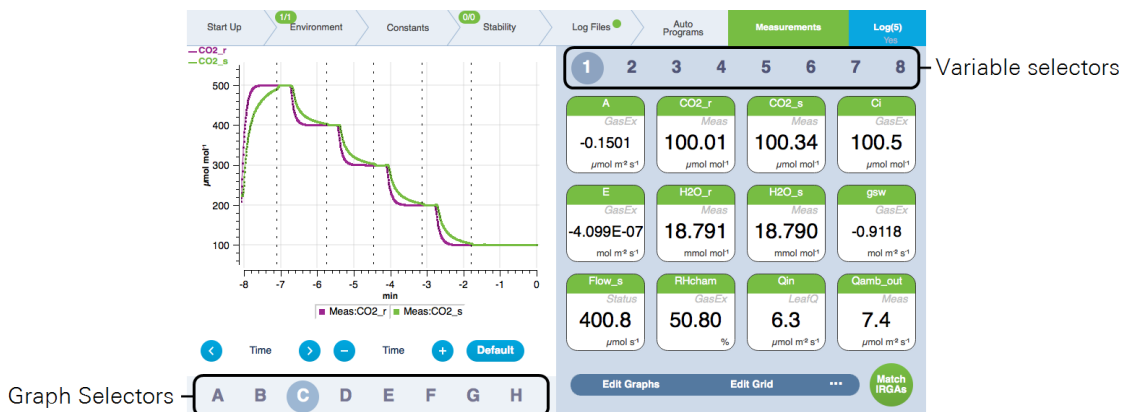 1/1
0/0
Start Up
Environment
Constants
Stability
Log Files
Auto
Programs
Measurements
Log(5)
Yes
CO2_r
CO2_s
500
400
300
200
100
µmol mol¹
-8 -7 -6 -5 -4 -3 -2 -1 0
min
Meas:CO2_r Meas:CO2_s
Time
Time
Default
Graph Selectors
A B C D E F G H
1 2 3 4 5 6 7 8
Variable selectors
A
GasEx
-0.1501
µmol m⁻² s⁻¹
CO2_r
Meas
100.01
µmol mol⁻¹
CO2_s
Meas
100.34
µmol mol⁻¹
Ci
GasEx
100.5
µmol mol⁻¹
E
GasEx
-4.099E-07
mol m⁻² s⁻¹
H2O_r
Meas
18.791
mmol mol⁻¹
H2O_s
Meas
18.790
mmol mol⁻¹
gsw
GasEx
-0.9118
mol m⁻² s⁻¹
Flow_s
Status
400.8
µmol s⁻¹
RHcham
GasEx
50.80
%
Qin
LeafQ
6.3
µmol m⁻² s⁻¹
Qamb_out
Meas
7.4
µmol m⁻² s⁻¹
Edit Graphs
Edit Grid
...
Match
IRGAs